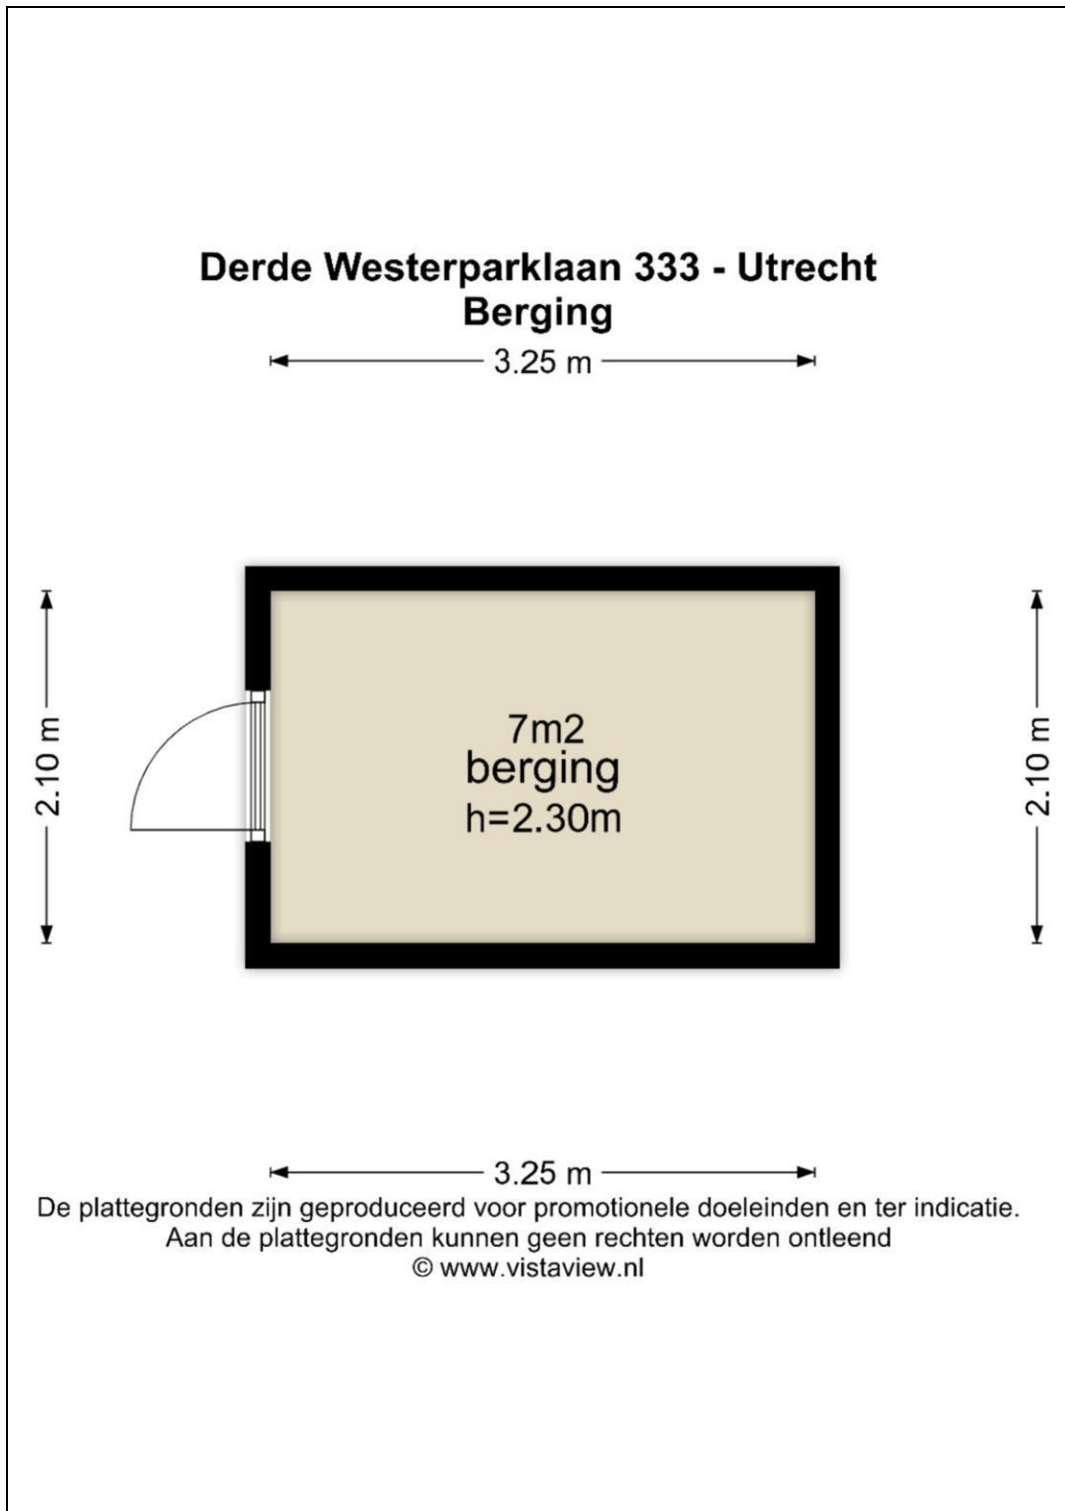 Derde Westerparklaan 333 - Utrecht
Berging
3.25 m
2.10 m
7m2
berging
h=2.30m
2.10 m
3.25 m
De plattegronden zijn geproduceerd voor promotionele doeleinden en ter indicatie.
Aan de plattegronden kunnen geen rechten worden ontleend
© www.vistaview.nl